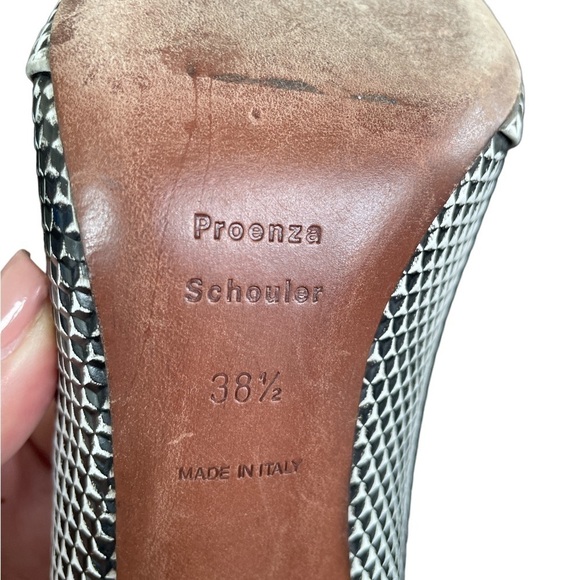 Proenza
Schouler
38½
MADE IN ITALY